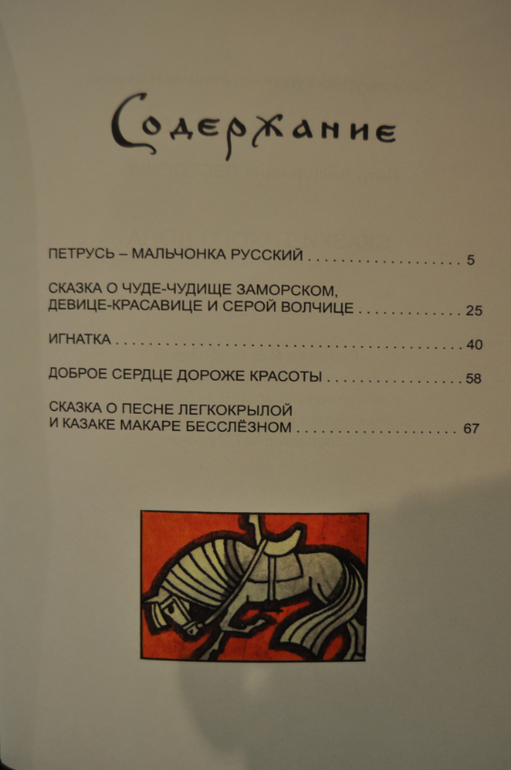 Содержание
ПЕТРУСЬ – МАЛЬЧОНКА РУССКИЙ . . . . . . . . . . . . . . . . . . . . 5
СКАЗКА О ЧУДЕ-ЧУДИЩЕ ЗАМОРСКОМ,
ДЕВИЦЕ-КРАСАВИЦЕ И СЕРОЙ ВОЛЧИЦЕ . . . . . . . . . . . . . 25
ИГНАТКА . . . . . . . . . . . . . . . . . . . . . . . . . . . . . . . . . . . . . . . . . . . 40
ДОБРОЕ СЕРДЦЕ ДОРОЖЕ КРАСОТЫ . . . . . . . . . . . . . . . . . 58
СКАЗКА О ПЕСНЕ ЛЕГКОКРЫЛОЙ
И КАЗАКЕ МАКАРЕ БЕССЛЁЗНОМ . . . . . . . . . . . . . . . . . . . . . 67